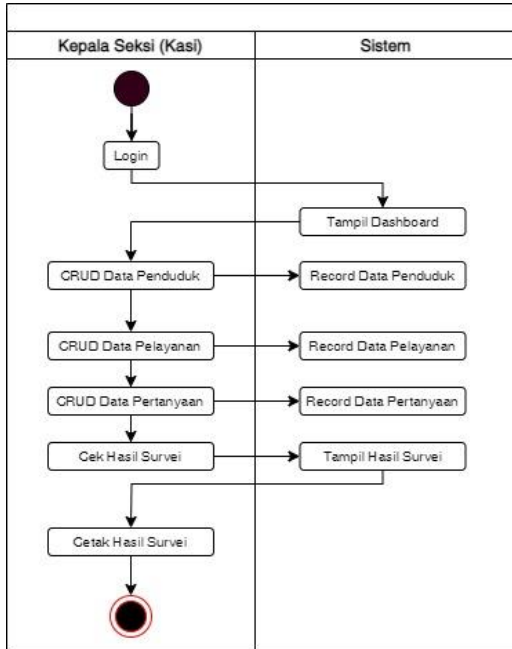 Kepala Seksi (Kasi)
Sistem
Login
Tampil Dashboard
CRUD Data Penduduk
Record Data Penduduk
CRUD Data Pelayanan
Record Data Pelayanan
CRUD Data Pertanyaan
Record Data Pertanyaan
Cek Hasil Survei
Tampil Hasil Survei
Cetak Hasil Survei